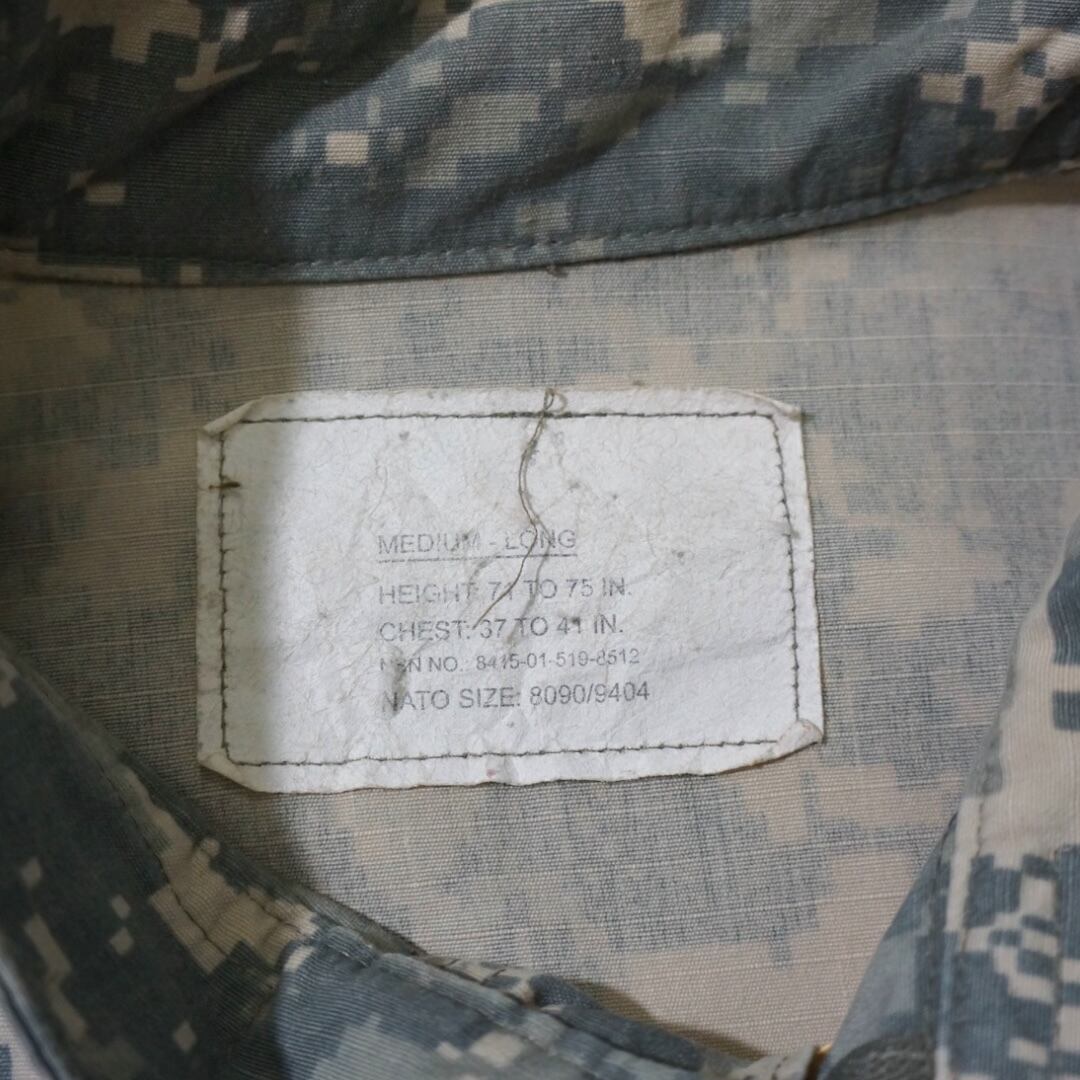 MEDIUM - LONG
HEIGHT: 71 TO 75 IN.
CHEST: 37 TO 41 IN.
NSN NO.: 8415-01-519-8512
NATO SIZE: 8090/9404